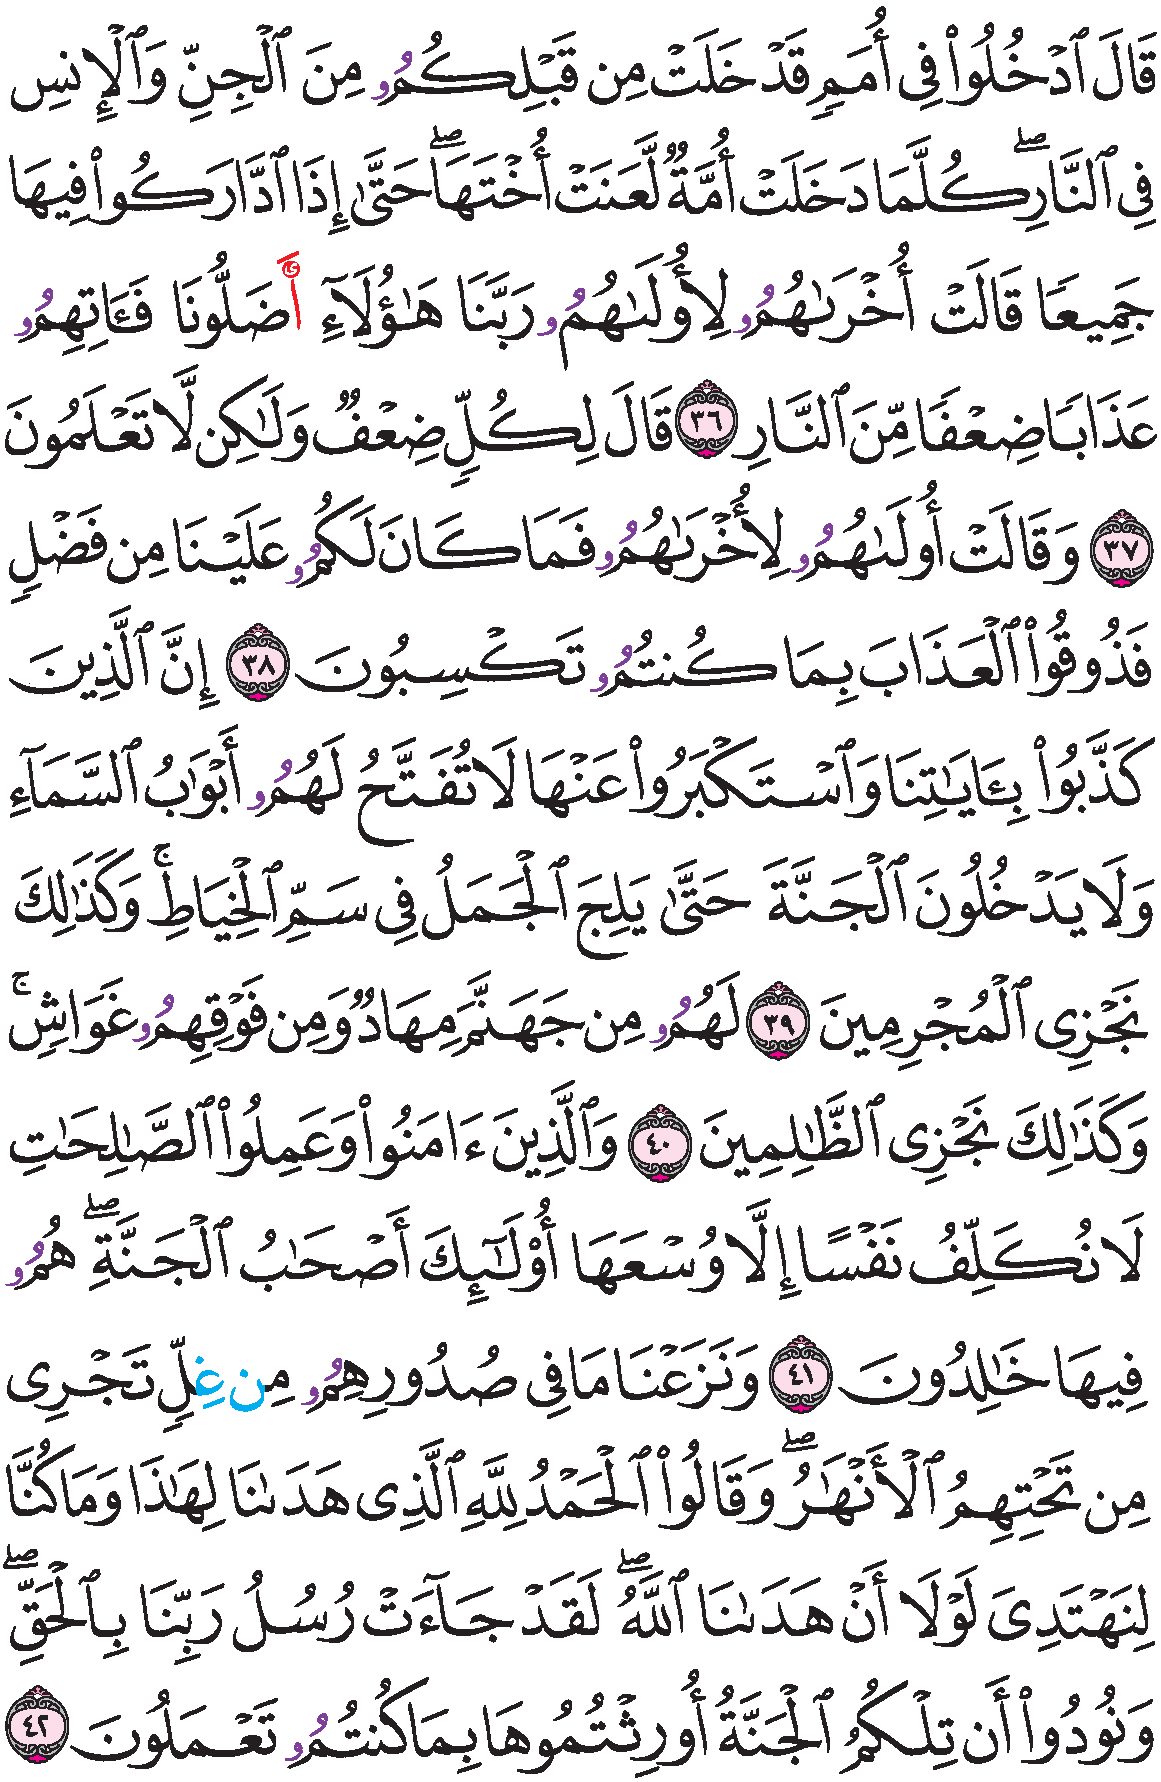 قَالَ ٱدۡخُلُواْ فِي أُمَمٖ قَدۡ خَلَتۡ مِن قَبۡلِكُمُۥ مِنَ ٱلۡجِنِّ وَٱلۡإِنسِ
فِي ٱلنَّارِۖ كُلَّمَا دَخَلَتۡ أُمَّةٞ لَّعَنَتۡ أُخۡتَهَاۖ حَتَّىٰ إِذَا ٱدَّارَكُواْ فِيهَا
جَمِيعٗا قَالَتۡ أُخۡرَىٰهُمُۥ لِأُولَىٰهُمُۥ رَبَّنَا هَٰٓؤُلَآءِ أَضَلُّونَا فَـَٔاتِهِمُۥ
عَذَابٗا ضِعۡفٗا مِّنَ ٱلنَّارِ ٣٦ قَالَ لِكُلّٖ ضِعۡفٞ وَلَٰكِن لَّا تَعۡلَمُونَ
٣٧ وَقَالَتۡ أُولَىٰهُمُۥ لِأُخۡرَىٰهُمُۥ فَمَا كَانَ لَكُمُۥ عَلَيۡنَا مِن فَضۡلٖ
فَذُوقُواْ ٱلۡعَذَابَ بِمَا كُنتُمُۥ تَكۡسِبُونَ ٣٨ إِنَّ ٱلَّذِينَ
كَذَّبُواْ بِـَٔايَٰتِنَا وَٱسۡتَكۡبَرُواْ عَنۡهَا لَا تُفَتَّحُ لَهُمُۥ أَبۡوَٰبُ ٱلسَّمَآءِ
وَلَا يَدۡخُلُونَ ٱلۡجَنَّةَ حَتَّىٰ يَلِجَ ٱلۡجَمَلُ فِي سَمِّ ٱلۡخِيَاطِۚ وَكَذَٰلِكَ
نَجۡزِي ٱلۡمُجۡرِمِينَ ٣٩ لَهُمُۥ مِن جَهَنَّمَ مِهَادٞ وَمِن فَوۡقِهِمُۥ غَوَاشٖۚ
وَكَذَٰلِكَ نَجۡزِي ٱلظَّٰلِمِينَ ٤٠ وَٱلَّذِينَ ءَامَنُواْ وَعَمِلُواْ ٱلصَّٰلِحَٰتِ
لَا نُكَلِّفُ نَفۡسًا إِلَّا وُسۡعَهَا أُوْلَٰٓئِكَ أَصۡحَٰبُ ٱلۡجَنَّةِۖ هُمُۥ
فِيهَا خَٰلِدُونَ ٤١ وَنَزَعۡنَا مَا فِي صُدُورِهِمُۥ مِن غِلّٖ تَجۡرِي
مِن تَحۡتِهِمُ ٱلۡأَنۡهَٰرُۖ وَقَالُواْ ٱلۡحَمۡدُ لِلَّهِ ٱلَّذِي هَدَىٰنَا لِهَٰذَا وَمَا كُنَّا
لِنَهۡتَدِيَ لَوۡلَا أَنۡ هَدَىٰنَا ٱللَّهُۖ لَقَدۡ جَآءَتۡ رُسُلُ رَبِّنَا بِٱلۡحَقِّۖ
وَنُودُواْ أَن تِلۡكُمُ ٱلۡجَنَّةُ أُورِثۡتُمُوهَا بِمَا كُنتُمُۥ تَعۡمَلُونَ ٤٢